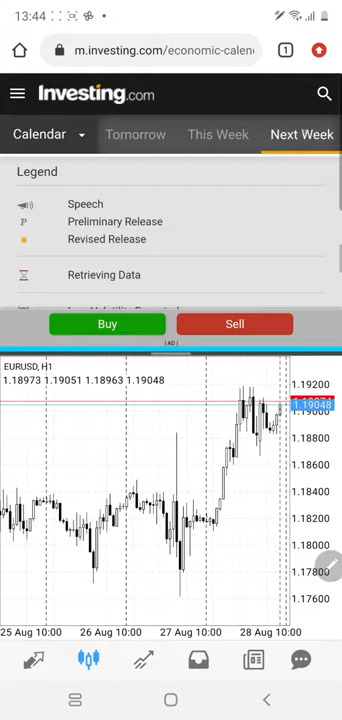 13:44
m.investing.com/economic-calen
1
Investing.com
Calendar Tomorrow This Week Next Week
Legend
Speech
P Preliminary Release
Revised Release
Retrieving Data
Buy Sell
AD
EURUSD, H1
1.18973 1.19051 1.18963 1.19048
1.19200
1.19048
1.19000
1.18800
1.18600
1.18400
1.18200
1.18000
1.17800
1.17600
25 Aug 10:00 26 Aug 10:00 27 Aug 10:00 28 Aug 10:00